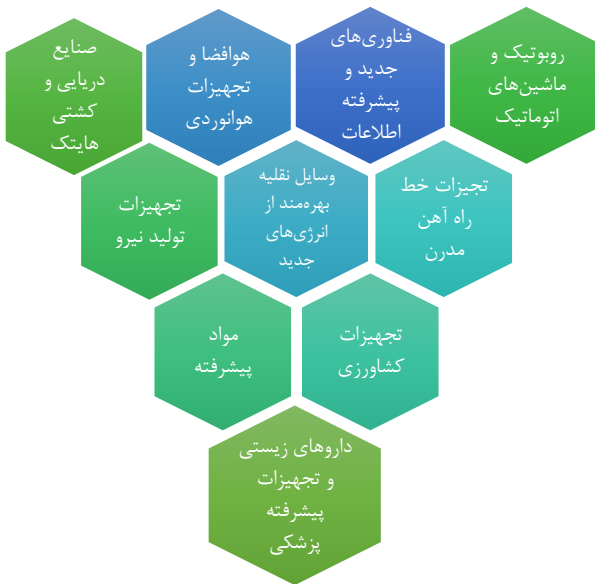 روبوتیک و
ماشین‌های
اتوماتیک
فناوری‌های
جدید و
پیشرفته
اطلاعات
هوافضا و
تجهیزات
هوانوردی
صنایع
دریایی و
کشتی
هایتک
تجیزات خط
راه آهن
مدرن
وسایل نقلیه
بهره‌مند از
انرژی‌های
جدید
تجهیزات
تولید نیرو
تجهیزات
کشاورزی
مواد
پیشرفته
داروهای زیستی
و تجهیزات
پیشرفته
پزشکی